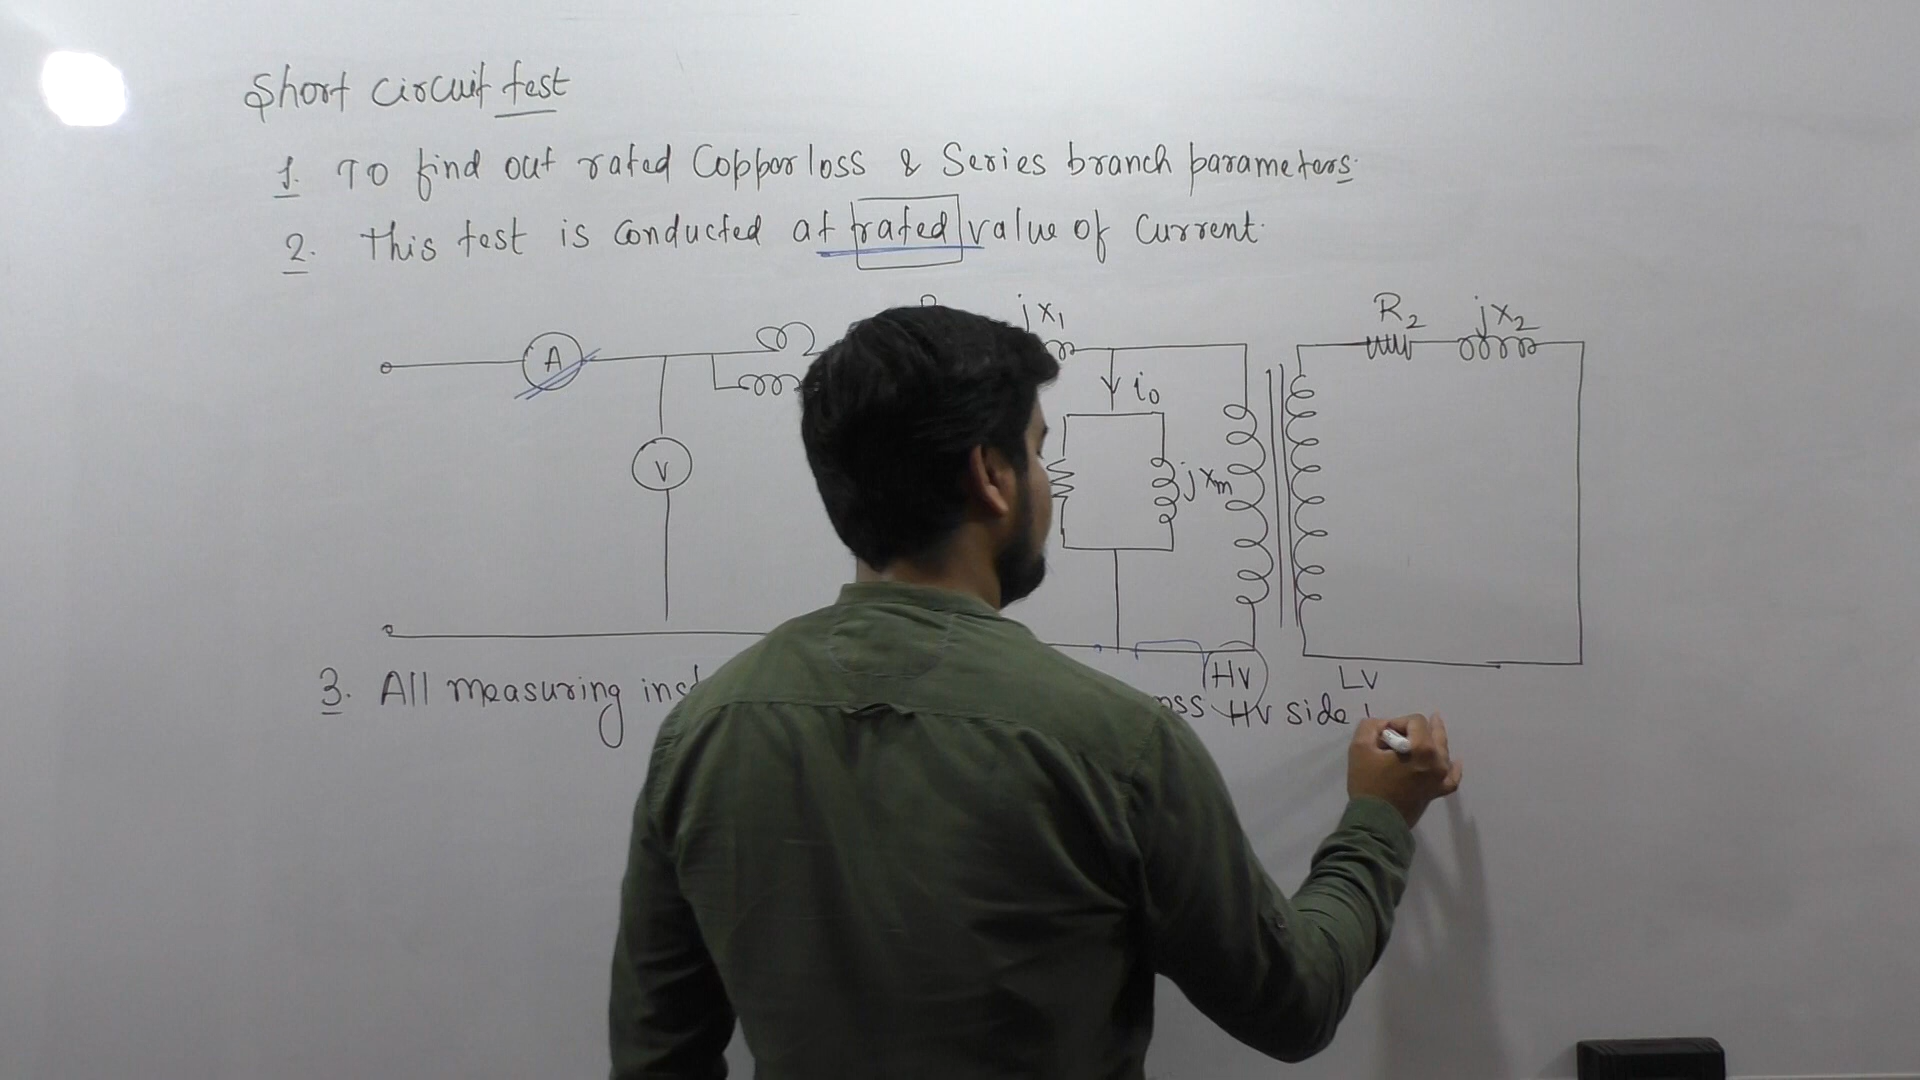 Short circuit test
1. To find out rated Copper loss & Series branch parameters.
2. This test is conducted at rated value of Current.
jx1
R2 jx2
A
i0
V
jxm
HV
LV
3. All measuring HV side